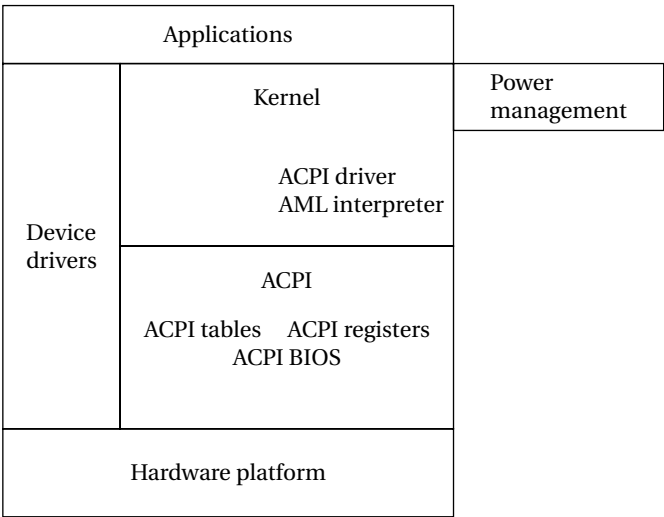 Applications
Kernel
Power
management
ACPI driver
AML interpreter
Device
drivers
ACPI
ACPI tables ACPI registers
ACPI BIOS
Hardware platform